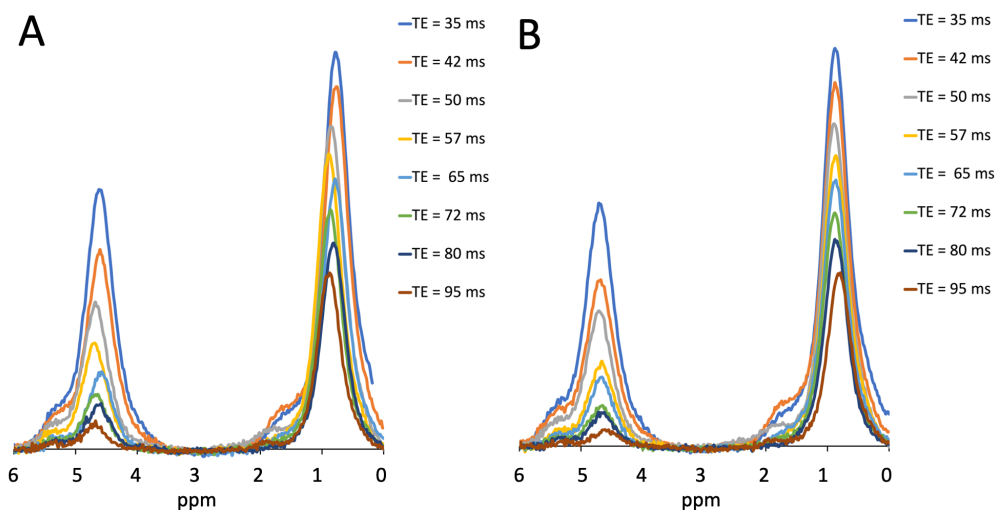 A
TE = 35 ms
TE = 42 ms
TE = 50 ms
TE = 57 ms
TE =  65 ms
TE = 72 ms
TE = 80 ms
TE = 95 ms
6 5 4 3 2 1 0
ppm
B
TE = 35 ms
TE = 42 ms
TE = 50 ms
TE = 57 ms
TE =  65 ms
TE = 72 ms
TE = 80 ms
TE = 95 ms
6 5 4 3 2 1 0
ppm